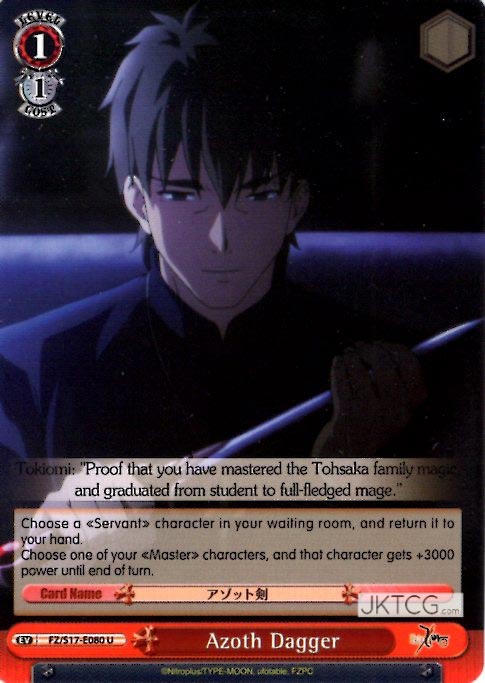 LEVEL
1
1
COST
Tokiomi: "Proof that you have mastered the Tohsaka family magic,
and graduated from student to full-fledged mage."
Choose a «Servant» character in your waiting room, and return it to
your hand.
Choose one of your «Master» characters, and that character gets +3000
power until end of turn.
Card Name
アゾット剣
JKTCG.com
EV
FZ/S17-E080 U
Azoth Dagger
©Nitroplus/TYPE-MOON, ufotable, FZPC